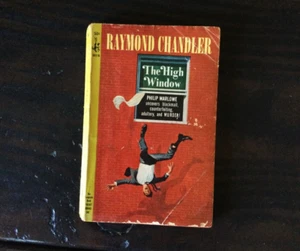 RAYMOND CHANDLER
The High
Window
PHILIP MARLOWE
uncovers blackmail,
counterfeiting,
adultery, and MURDER!